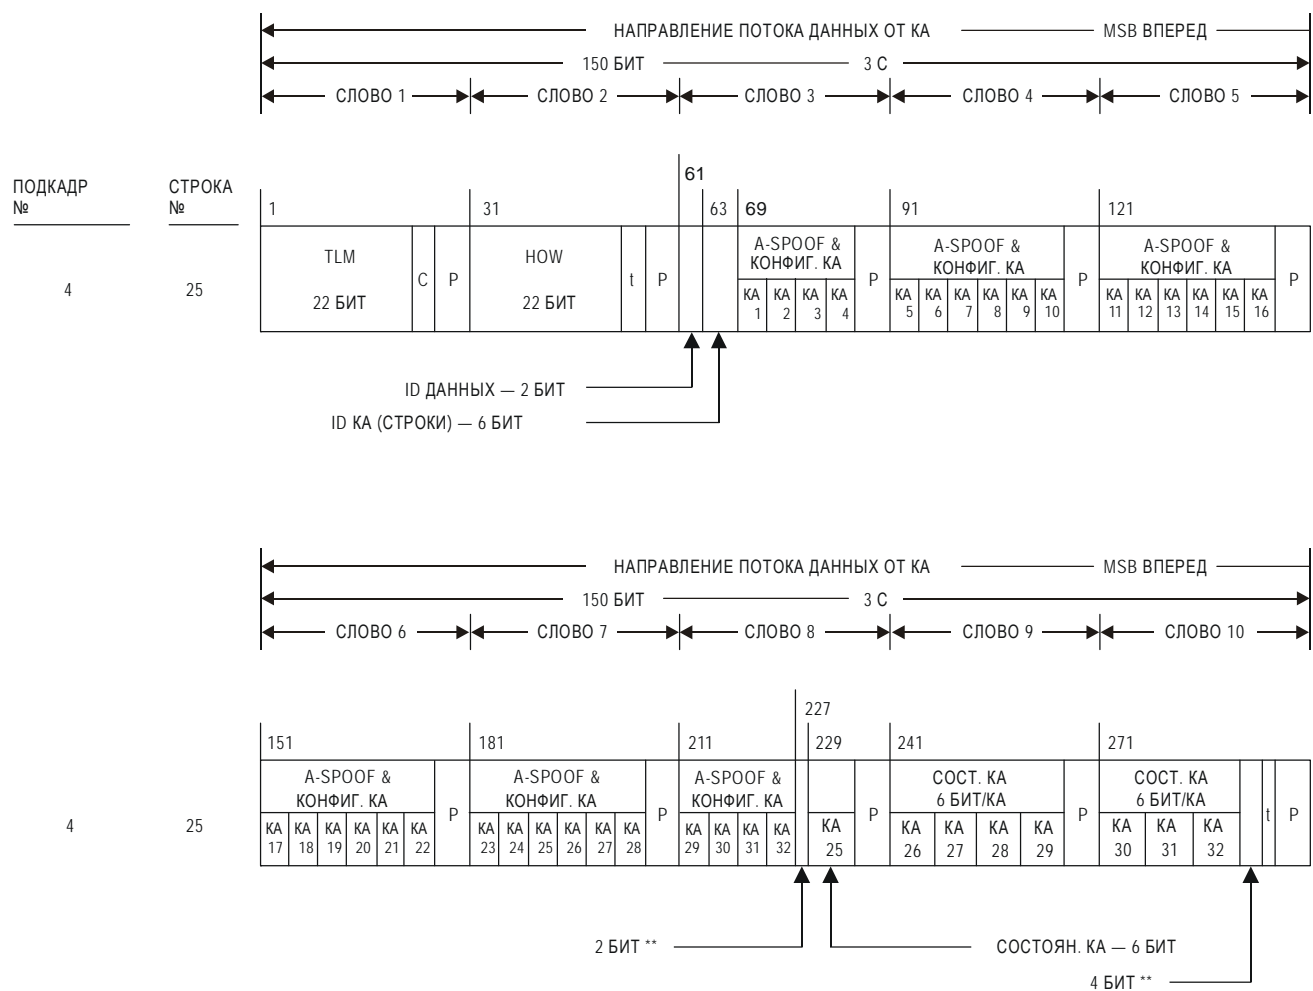 НАПРАВЛЕНИЕ ПОТОКА ДАННЫХ ОТ КА MSB ВПЕРЕД
150 БИТ 3 С
СЛОВО 1 СЛОВО 2 СЛОВО 3 СЛОВО 4 СЛОВО 5
ПОДКАДР №
СТРОКА №
61
1 31 63 69 91 121
4 25
TLM
22 БИТ
C P
HOW
22 БИТ
t P
A-SPOOF &
КОНФИГ. КА
КА 1 КА 2 КА 3 КА 4
P
A-SPOOF &
КОНФИГ. КА
КА 5 КА 6 КА 7 КА 8 КА 9 КА 10
P
A-SPOOF &
КОНФИГ. КА
КА 11 КА 12 КА 13 КА 14 КА 15 КА 16
P
ID ДАННЫХ — 2 БИТ
ID КА (СТРОКИ) — 6 БИТ
НАПРАВЛЕНИЕ ПОТОКА ДАННЫХ ОТ КА MSB ВПЕРЕД
150 БИТ 3 С
СЛОВО 6 СЛОВО 7 СЛОВО 8 СЛОВО 9 СЛОВО 10
227
151 181 211 229 241 271
4 25
A-SPOOF &
КОНФИГ. КА
КА 17 КА 18 КА 19 КА 20 КА 21 КА 22
P
A-SPOOF &
КОНФИГ. КА
КА 23 КА 24 КА 25 КА 26 КА 27 КА 28
P
A-SPOOF &
КОНФИГ. КА
КА 29 КА 30 КА 31 КА 32
КА 25
P
СОСТ. КА
6 БИТ/КА
КА 26 КА 27 КА 28 КА 29
P
СОСТ. КА
6 БИТ/КА
КА 30 КА 31 КА 32
t P
2 БИТ **
СОСТОЯН. КА — 6 БИТ
4 БИТ **